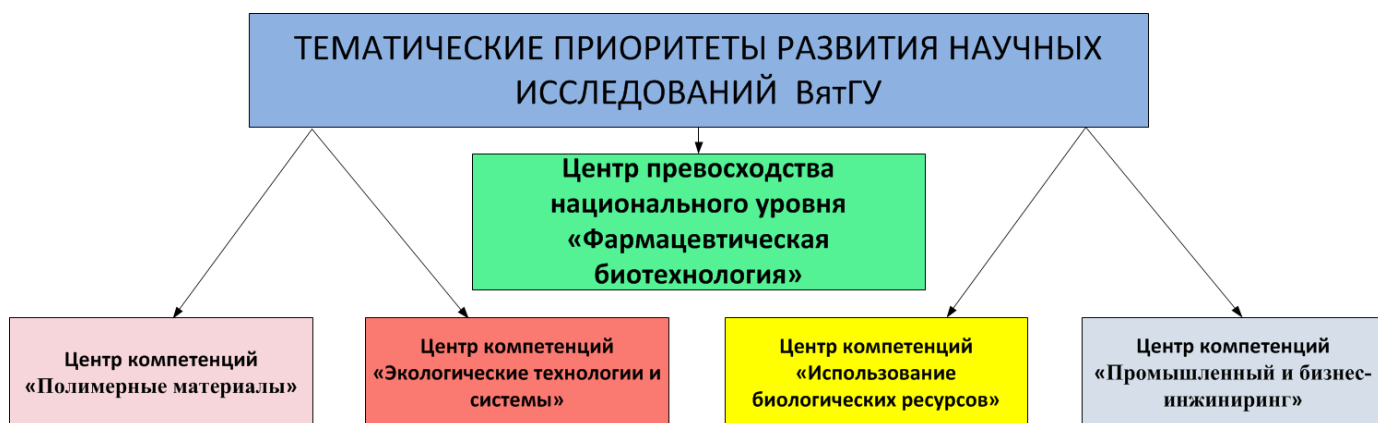 ТЕМАТИЧЕСКИЕ ПРИОРИТЕТЫ РАЗВИТИЯ НАУЧНЫХ
ИССЛЕДОВАНИЙ ВятГУ
Центр превосходства
национального уровня
«Фармацевтическая
биотехнология»
Центр компетенций
«Полимерные материалы»
Центр компетенций
«Экологические технологии и
системы»
Центр компетенций
«Использование
биологических ресурсов»
Центр компетенций
«Промышленный и бизнес-
инжиниринг»